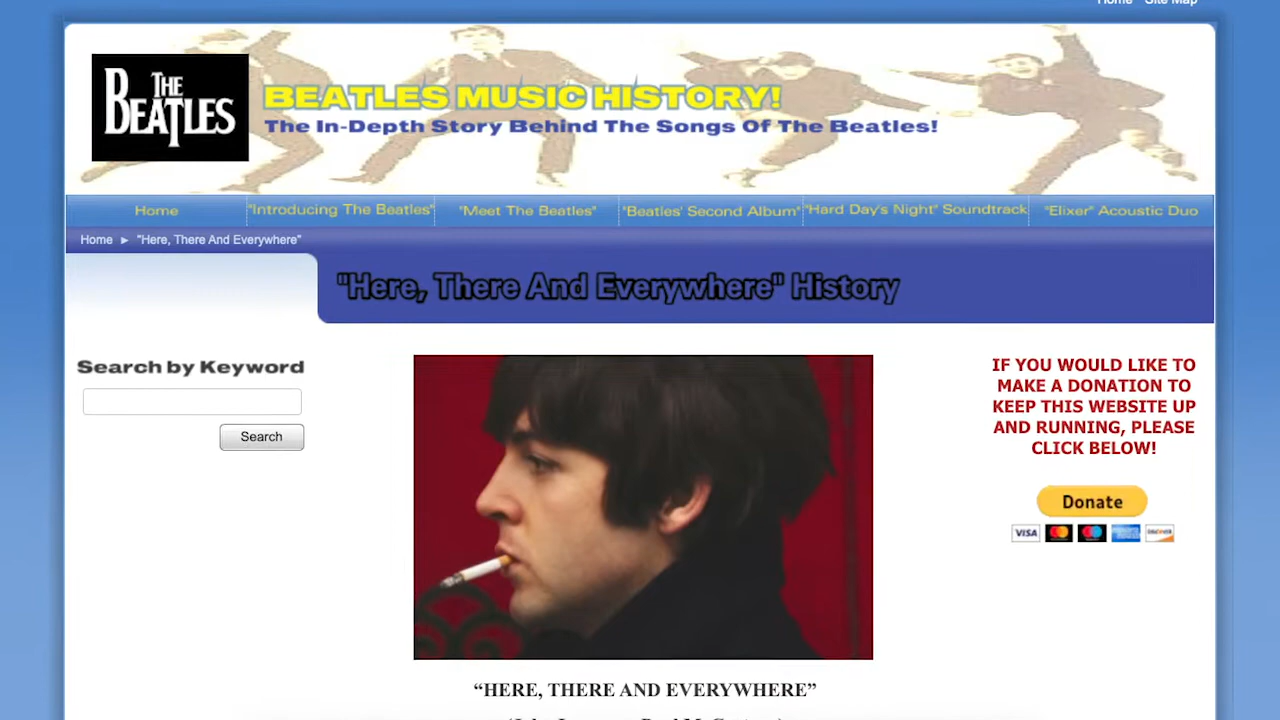 Home Site Map
THE
BEATLES
BEATLES MUSIC HISTORY!
The In-Depth Story Behind The Songs Of The Beatles!
Home "Introducing The Beatles" "Meet The Beatles" "Beatles' Second Album" "Hard Day's Night" Soundtrack "Elixer" Acoustic Duo
Home ► "Here, There And Everywhere"
"Here, There And Everywhere" History
Search by Keyword
Search
IF YOU WOULD LIKE TO
MAKE A DONATION TO
KEEP THIS WEBSITE UP
AND RUNNING, PLEASE
CLICK BELOW!
Donate
VISA
“HERE, THERE AND EVERYWHERE”